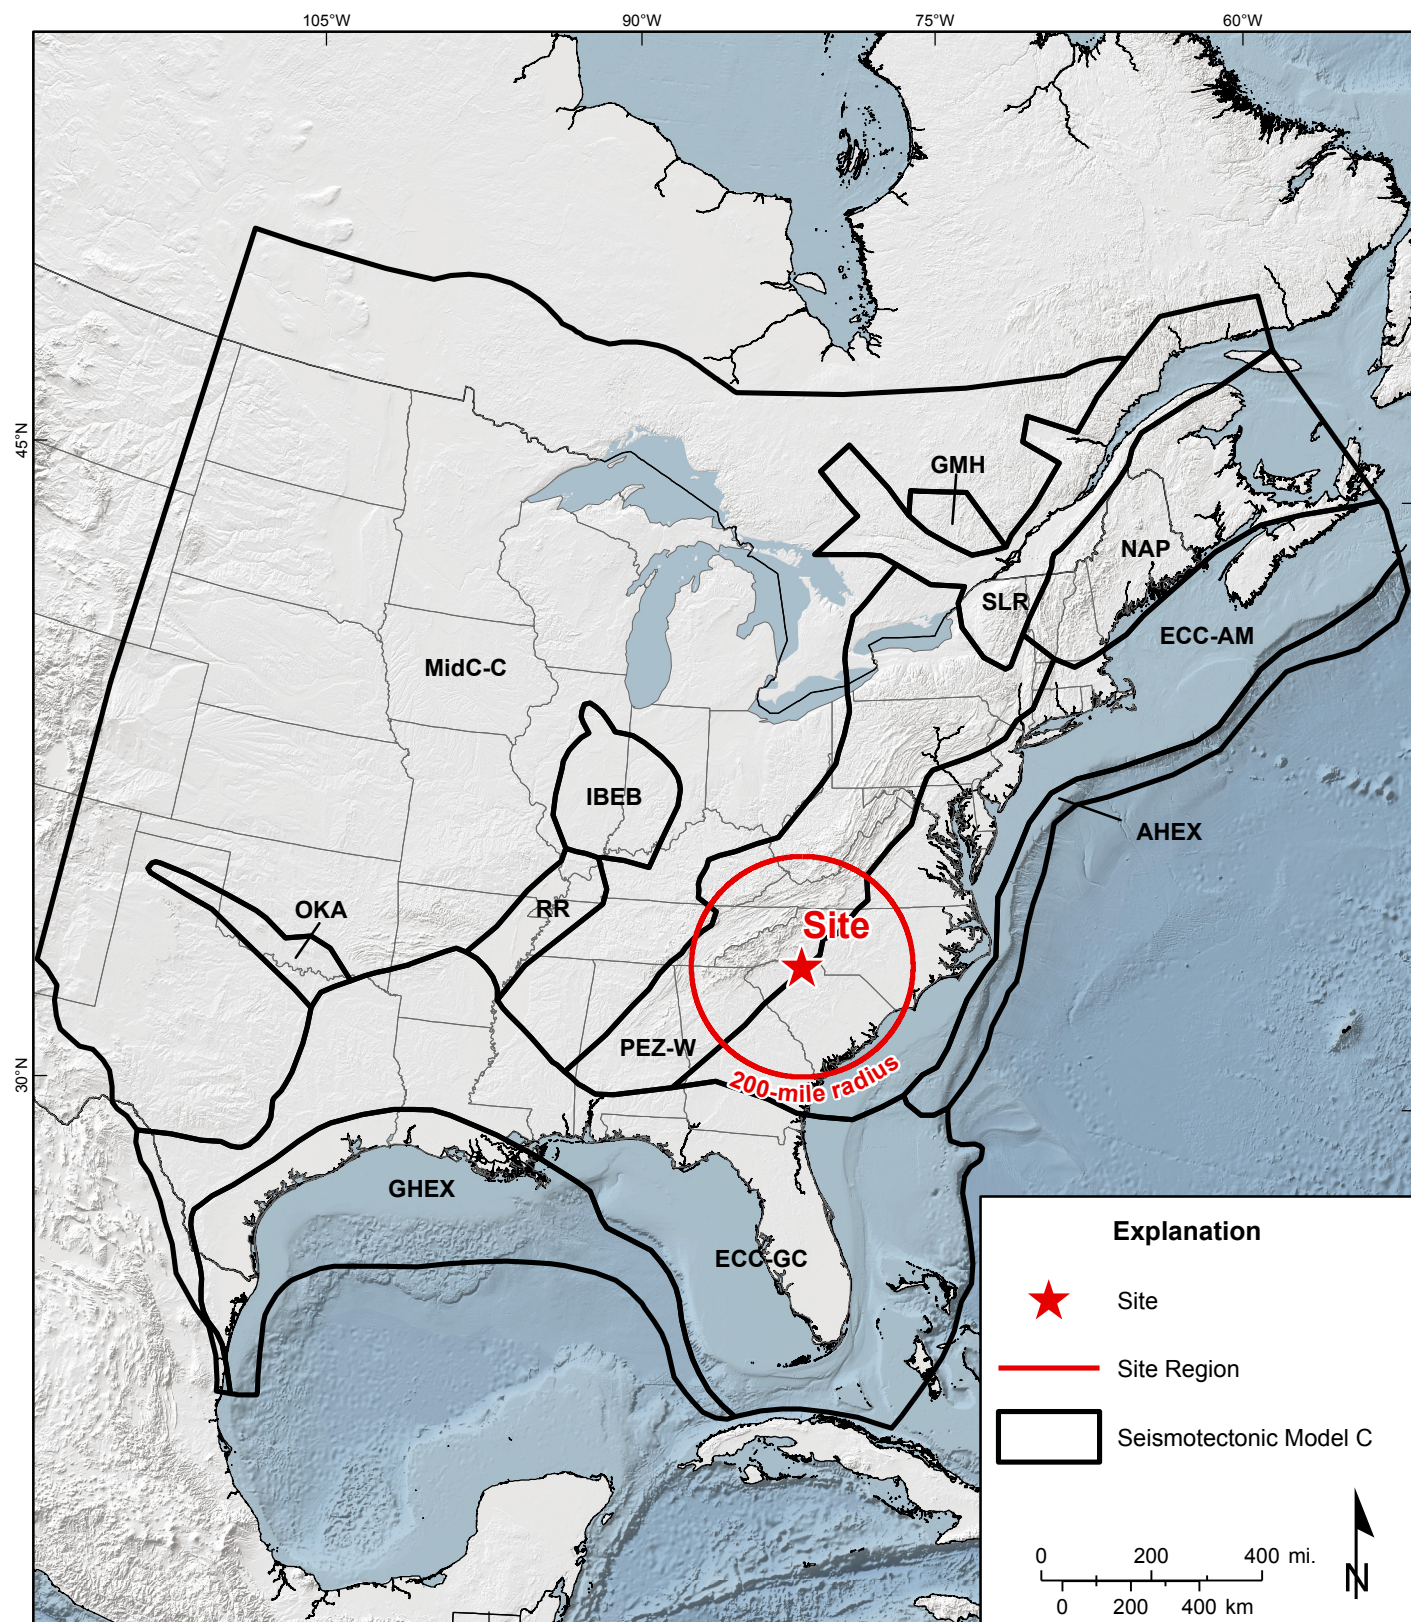 105°W
90°W
75°W
60°W
45°N
30°N
GMH
NAP
SLR
ECC-AM
MidC-C
IBEB
AHEX
OKA
RR
Site
PEZ-W
200-mile radius
GHEX
ECC-GC
Explanation
Site
Site Region
Seismotectonic Model C
0 200 400 mi.
0 200 400 km
N